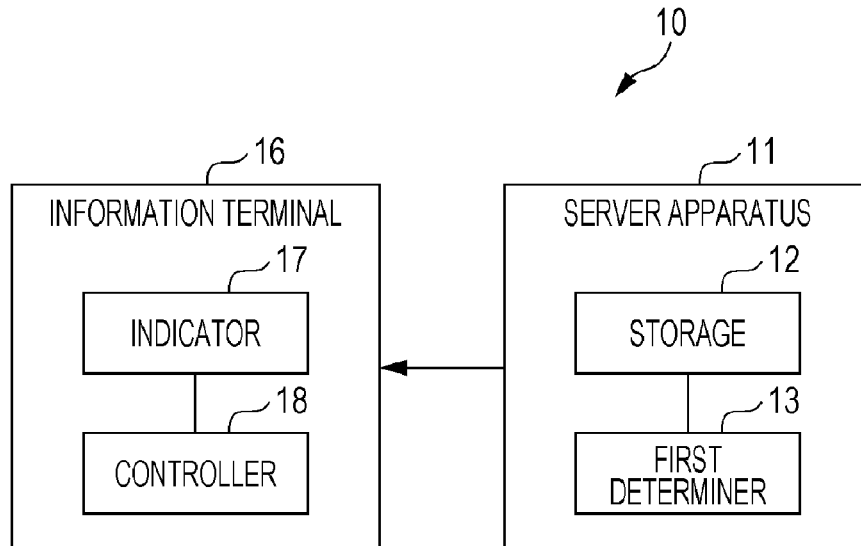 10
16
INFORMATION TERMINAL
17
INDICATOR
18
CONTROLLER
11
SERVER APPARATUS
12
STORAGE
13
FIRST
DETERMINER